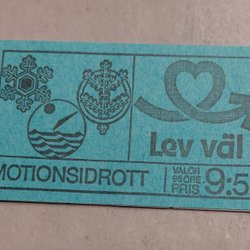 Lev väl
MOTIONSIDROTT
VALÖR
95 ÖRE
PRIS
9:5